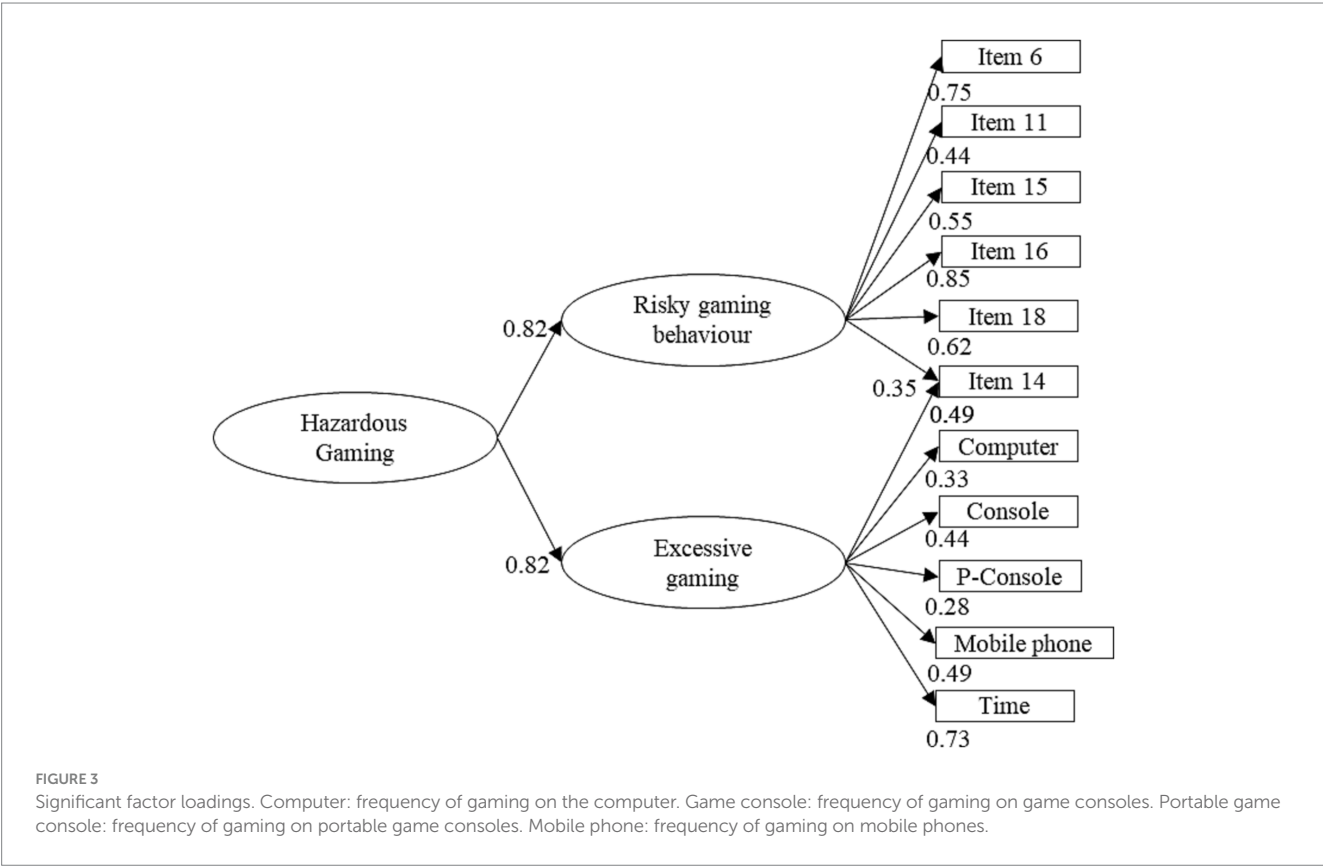 Item 6
0.75
Item 11
0.44
Item 15
0.55
Item 16
0.85
Risky gaming
behaviour
0.82
Item 18
0.62
Item 14
0.35
0.49
Hazardous
Gaming
Computer
0.33
Console
0.44
Excessive
gaming
0.82
P-Console
0.28
Mobile phone
0.49
Time
0.73
FIGURE 3
Significant factor loadings. Computer: frequency of gaming on the computer. Game console: frequency of gaming on game consoles. Portable game
console: frequency of gaming on portable game consoles. Mobile phone: frequency of gaming on mobile phones.